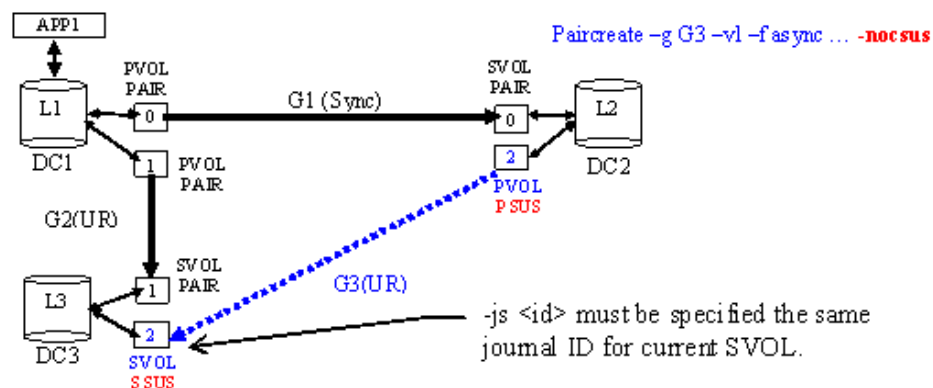 APP1
Paircreate –g G3 –vl –f async … -nocsus
PVOL
PAIR
SVOL
PAIR
L1
0
G1 (Sync)
0
L2
DC1
1
PVOL
PAIR
2
DC2
PVOL
PSUS
G2(UR)
SVOL
PAIR
L3
1
G3(UR)
2
-js <id> must be specified the same
journal ID for current SVOL.
DC3
SVOL
SSUS